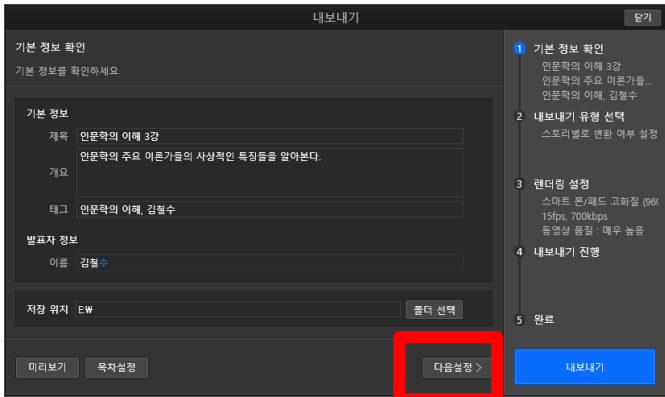 내보내기
닫기
기본 정보 확인
기본 정보를 확인하세요
기본 정보
제목 인문학의 이해 3강
개요 인문학의 주요 이론가들의 사상적인 특징들을 알아본다.
태그 인문학의 이해, 김철수
발표자 정보
이름 김철수
저장 위치 E:₩ 폴더 선택
미리보기 목차설정 다음설정 >
1 기본 정보 확인
인문학의 이해 3강
인문학의 주요 이론가들...
인문학의 이해, 김철수
2 내보내기 유형 선택
스토리별로 변환 여부 설정
3 렌더링 설정
스마트 폰/패드 고화질 (960
15fps, 700kbps
동영상 품질 : 매우 높음
4 내보내기 진행
5 완료
내보내기